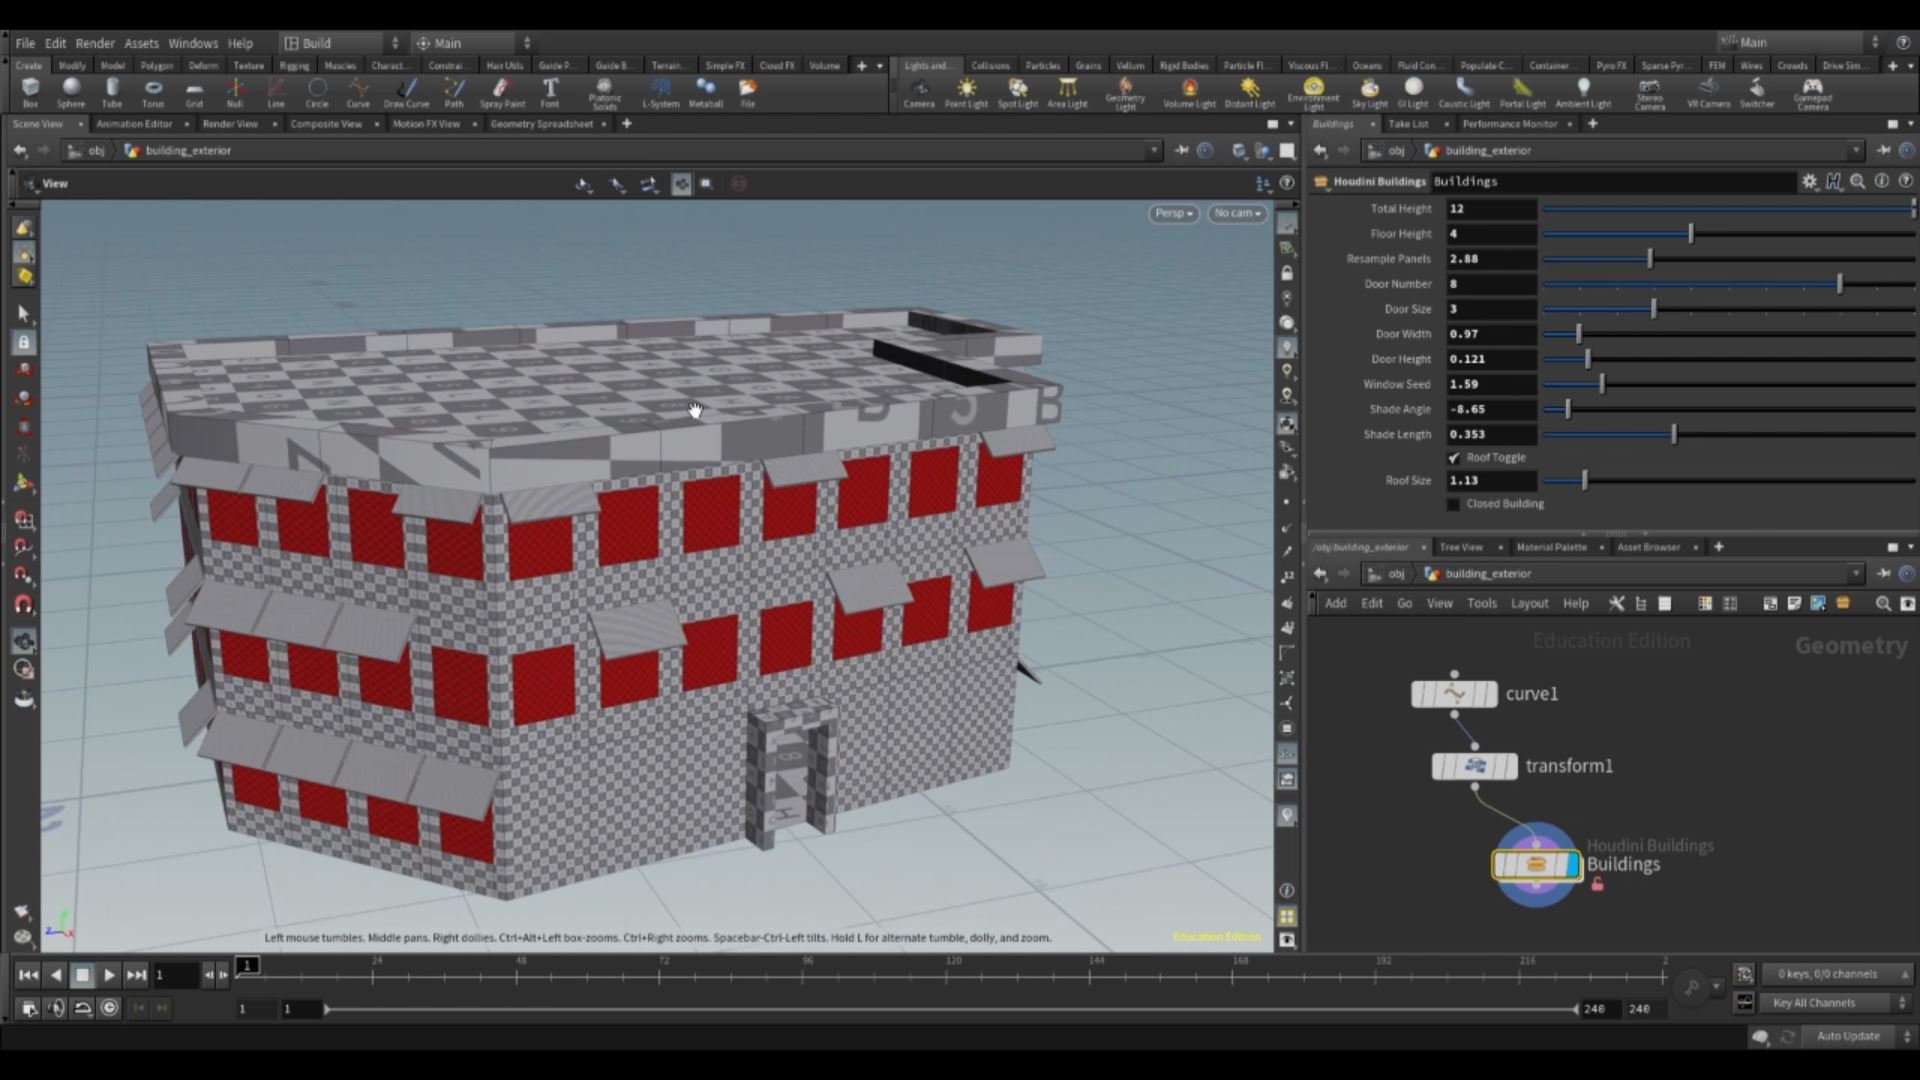 File Edit Render Assets Windows Help Build Main Main
Create Modify Model Polygon Deform Texture Rigging Muscles Charact... Constrai... Hair Utils Guide P... Guide B... Terrain... Simple FX Cloud FX Volume
Lights and... Collisions Particles Grains Vellum Rigid Bodies Particle Fl... Viscous Fl... Oceans Fluid Con... Populate C... Container... Pyro FX Sparse Pyr... FEM Wires Crowds Drive Sim...
Box Sphere Tube Torus Grid Null Line Circle Curve Draw Curve Path Spray Paint Font Platonic Solids L-System Metaball File
Camera Point Light Spot Light Area Light Geometry Light Volume Light Distant Light Environment Light Sky Light GI Light Caustic Light Portal Light Ambient Light Stereo Camera VR Camera Switcher Gamepad Camera
Scene View Animation Editor Render View Composite View Motion FX View Geometry Spreadsheet
obj building_exterior
View
Persp No cam
Left mouse tumbles. Middle pans. Right dollies. Ctrl+Alt+Left box-zooms. Ctrl+Right zooms. Spacebar-Ctrl-Left tilts. Hold L for alternate tumble, dolly, and zoom.
Education Edition
Buildings Take List Performance Monitor
obj building_exterior
Houdini Buildings Buildings
Total Height 12
Floor Height 4
Resample Panels 2.88
Door Number 8
Door Size 3
Door Width 0.97
Door Height 0.121
Window Seed 1.59
Shade Angle -8.65
Shade Length 0.353
Roof Toggle
Roof Size 1.13
Closed Building
/obj/building_exterior Tree View Material Palette Asset Browser
obj building_exterior
Add Edit Go View Tools Layout Help
Education Edition Geometry
curve1
transform1
Houdini Buildings
Buildings
1 1 24 48 72 96 120 144 168 192 216 2
0 keys, 0/0 channels
1 1 240 240
Key All Channels
Auto Update